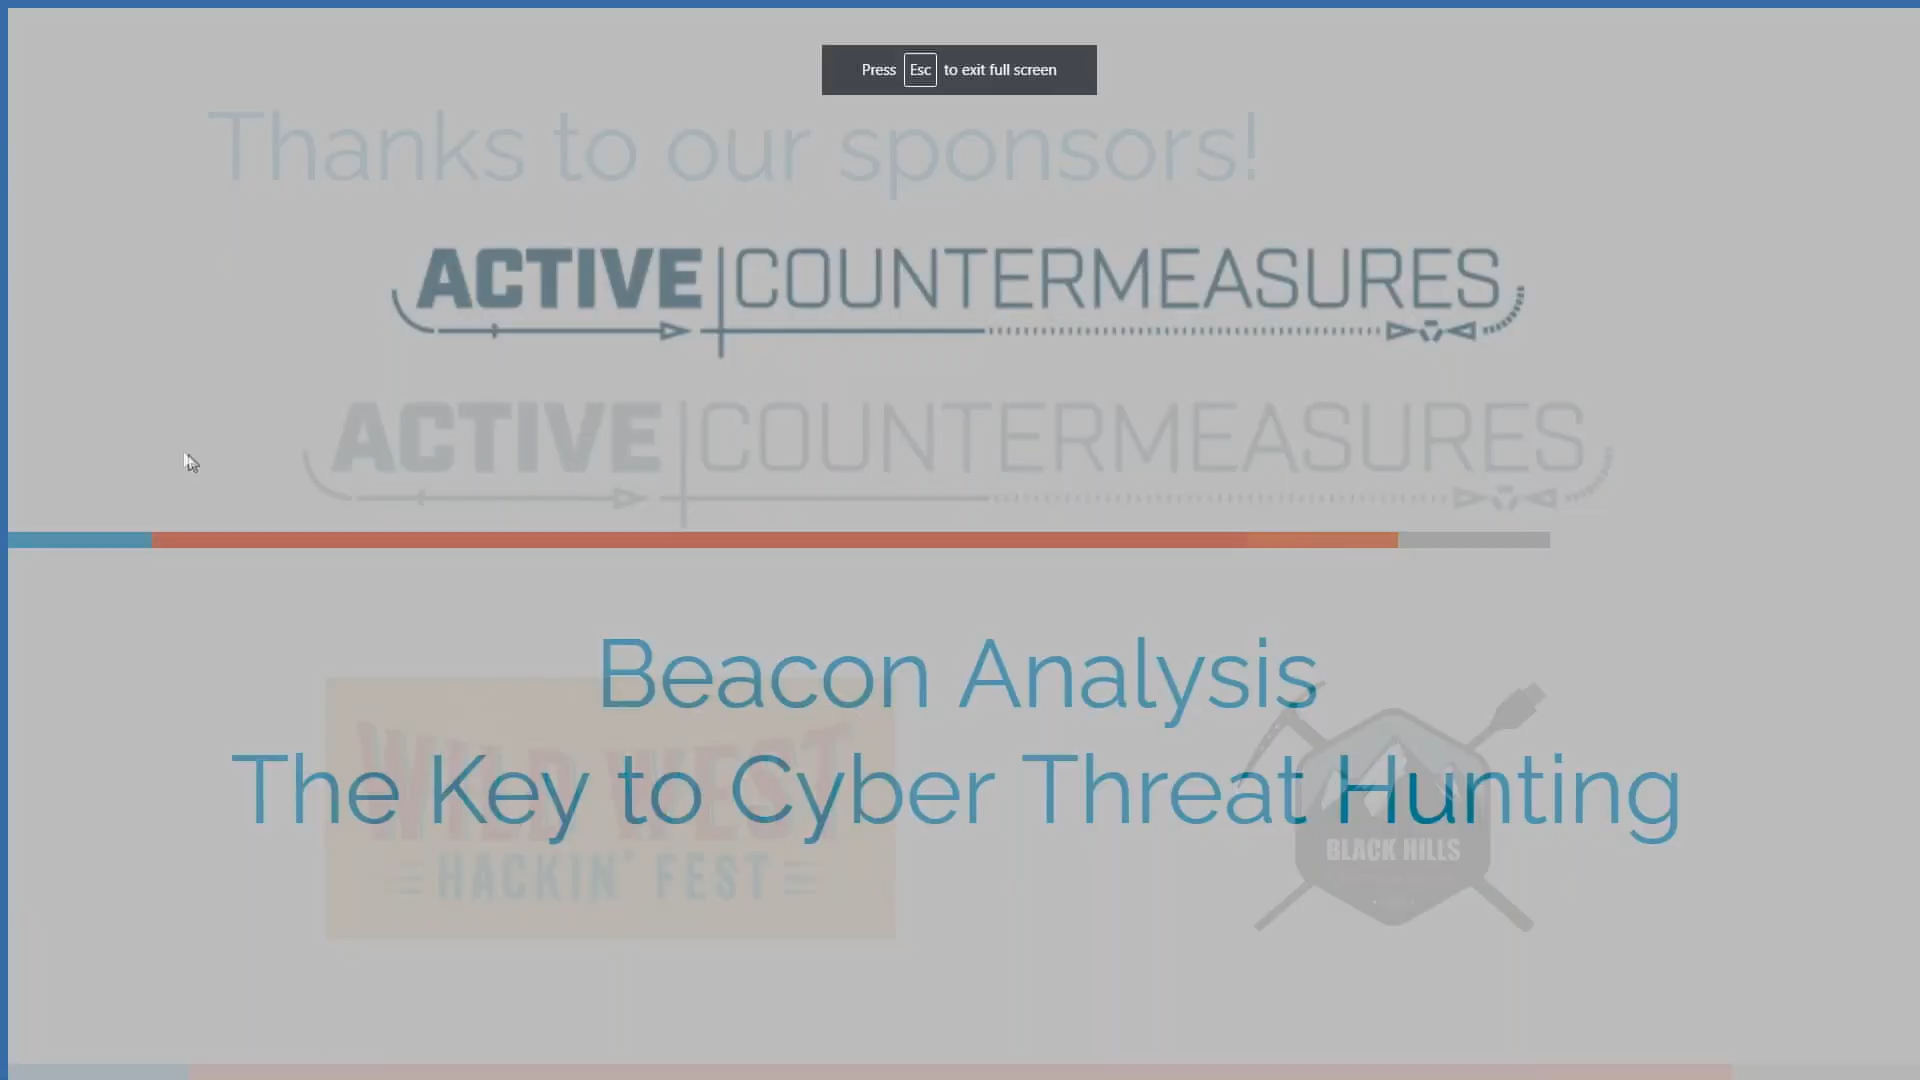 Press Esc to exit full screen
Thanks to our sponsors!
ACTIVE COUNTERMEASURES
ACTIVE COUNTERMEASURES
Beacon Analysis
The Key to Cyber Threat Hunting
WILD WEST
HACKIN' FEST
BLACK HILLS